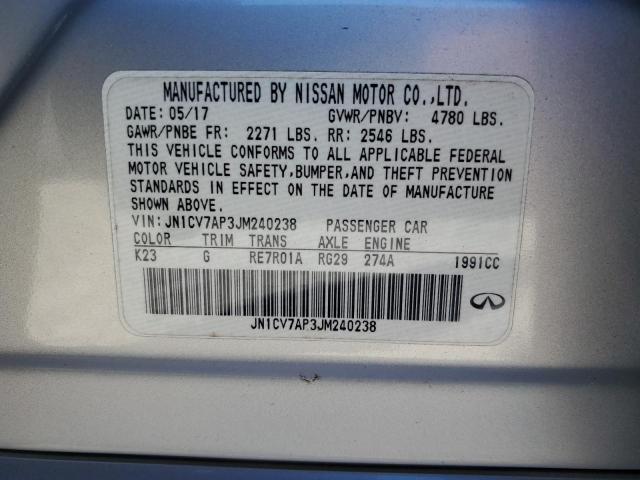 MANUFACTURED BY NISSAN MOTOR CO.,LTD.
DATE: 05/17 GVWR/PNBV: 4780 LBS.
GAWR/PNBE FR: 2271 LBS. RR: 2546 LBS.
THIS VEHICLE CONFORMS TO ALL APPLICABLE FEDERAL
MOTOR VEHICLE SAFETY,BUMPER,AND THEFT PREVENTION
STANDARDS IN EFFECT ON THE DATE OF MANUFACTURE
SHOWN ABOVE.
VIN: JN1CV7AP3JM240238 PASSENGER CAR
COLOR TRIM TRANS AXLE ENGINE
K23 G RE7R01A RG29 274A 1991CC
JN1CV7AP3JM240238